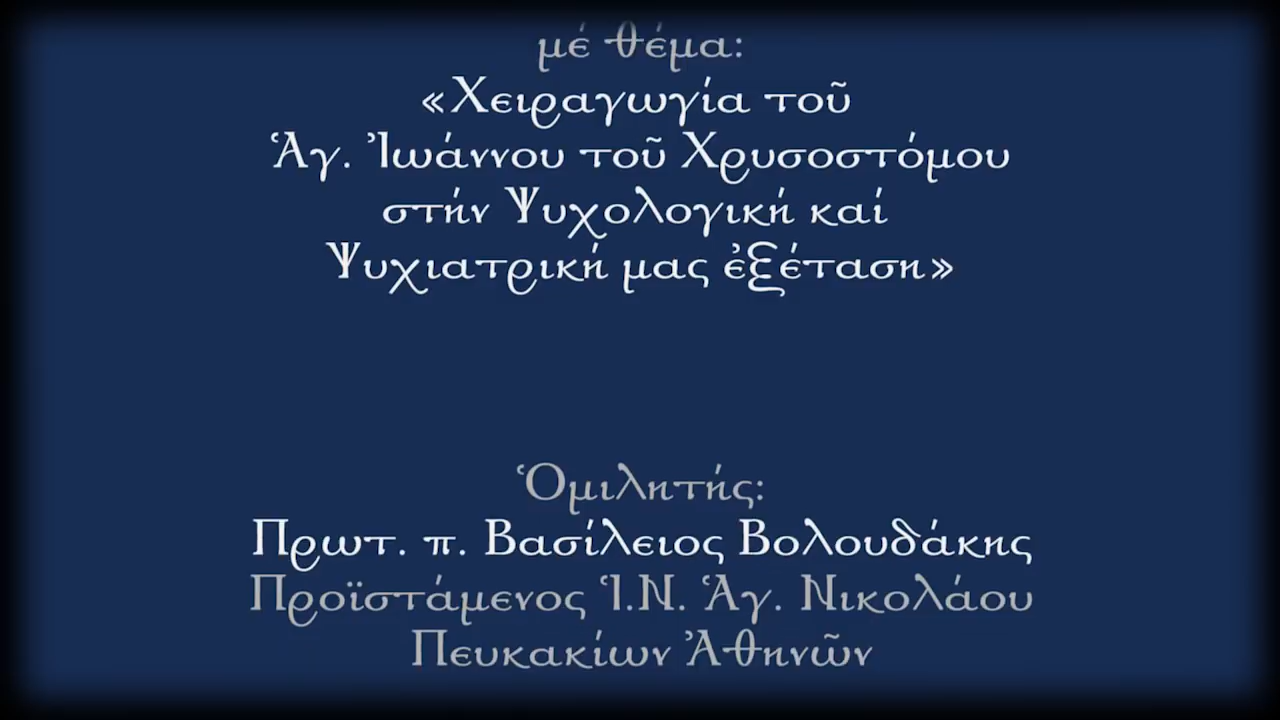 μέ θέμα:
«Χειραγωγία τοῦ
Ἁγ. Ἰωάννου τοῦ Χρυσοστόμου
στήν Ψυχολογική καί
Ψυχιατρική μας ἐξέταση»
Ὁμιλητής:
Πρωτ. π. Βασίλειος Βολουδάκης
Προϊστάμενος Ἱ.Ν. Ἁγ. Νικολάου
Πευκακίων Ἀθηνῶν